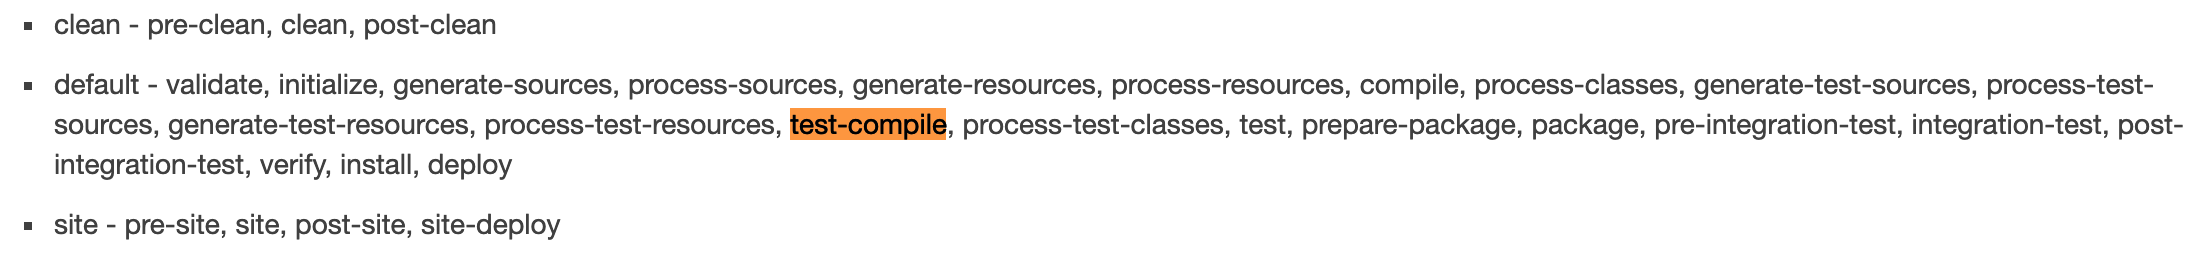 ▪ clean - pre-clean, clean, post-clean
▪ default - validate, initialize, generate-sources, process-sources, generate-resources, process-resources, compile, process-classes, generate-test-sources, process-test-
sources, generate-test-resources, process-test-resources, test-compile, process-test-classes, test, prepare-package, package, pre-integration-test, integration-test, post-
integration-test, verify, install, deploy
▪ site - pre-site, site, post-site, site-deploy